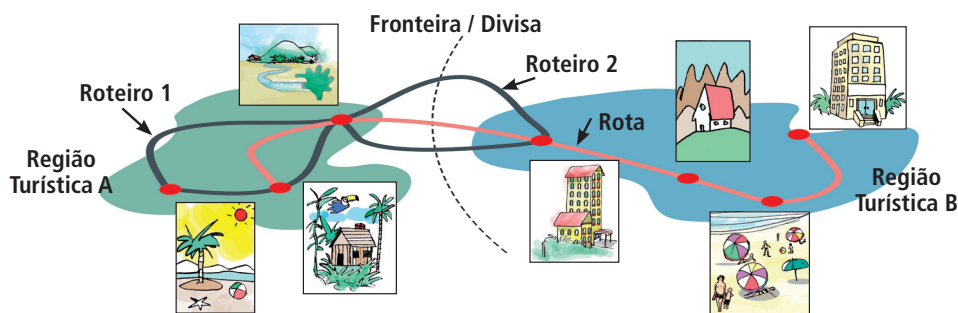 Fronteira / Divisa
Roteiro 1
Roteiro 2
Rota
Região
Turística A
Região
Turística B